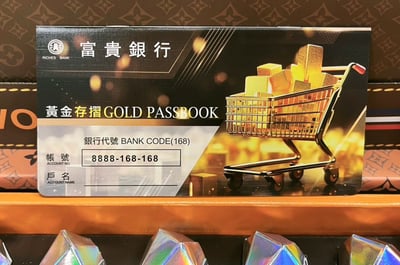 富貴銀行
RICHES BANK
黃金存摺GOLD PASSBOOK
銀行代號 BANK CODE(168)
帳號
ACCOUNT NO.
8888-168-168
戶名
ACCOUNT NAME